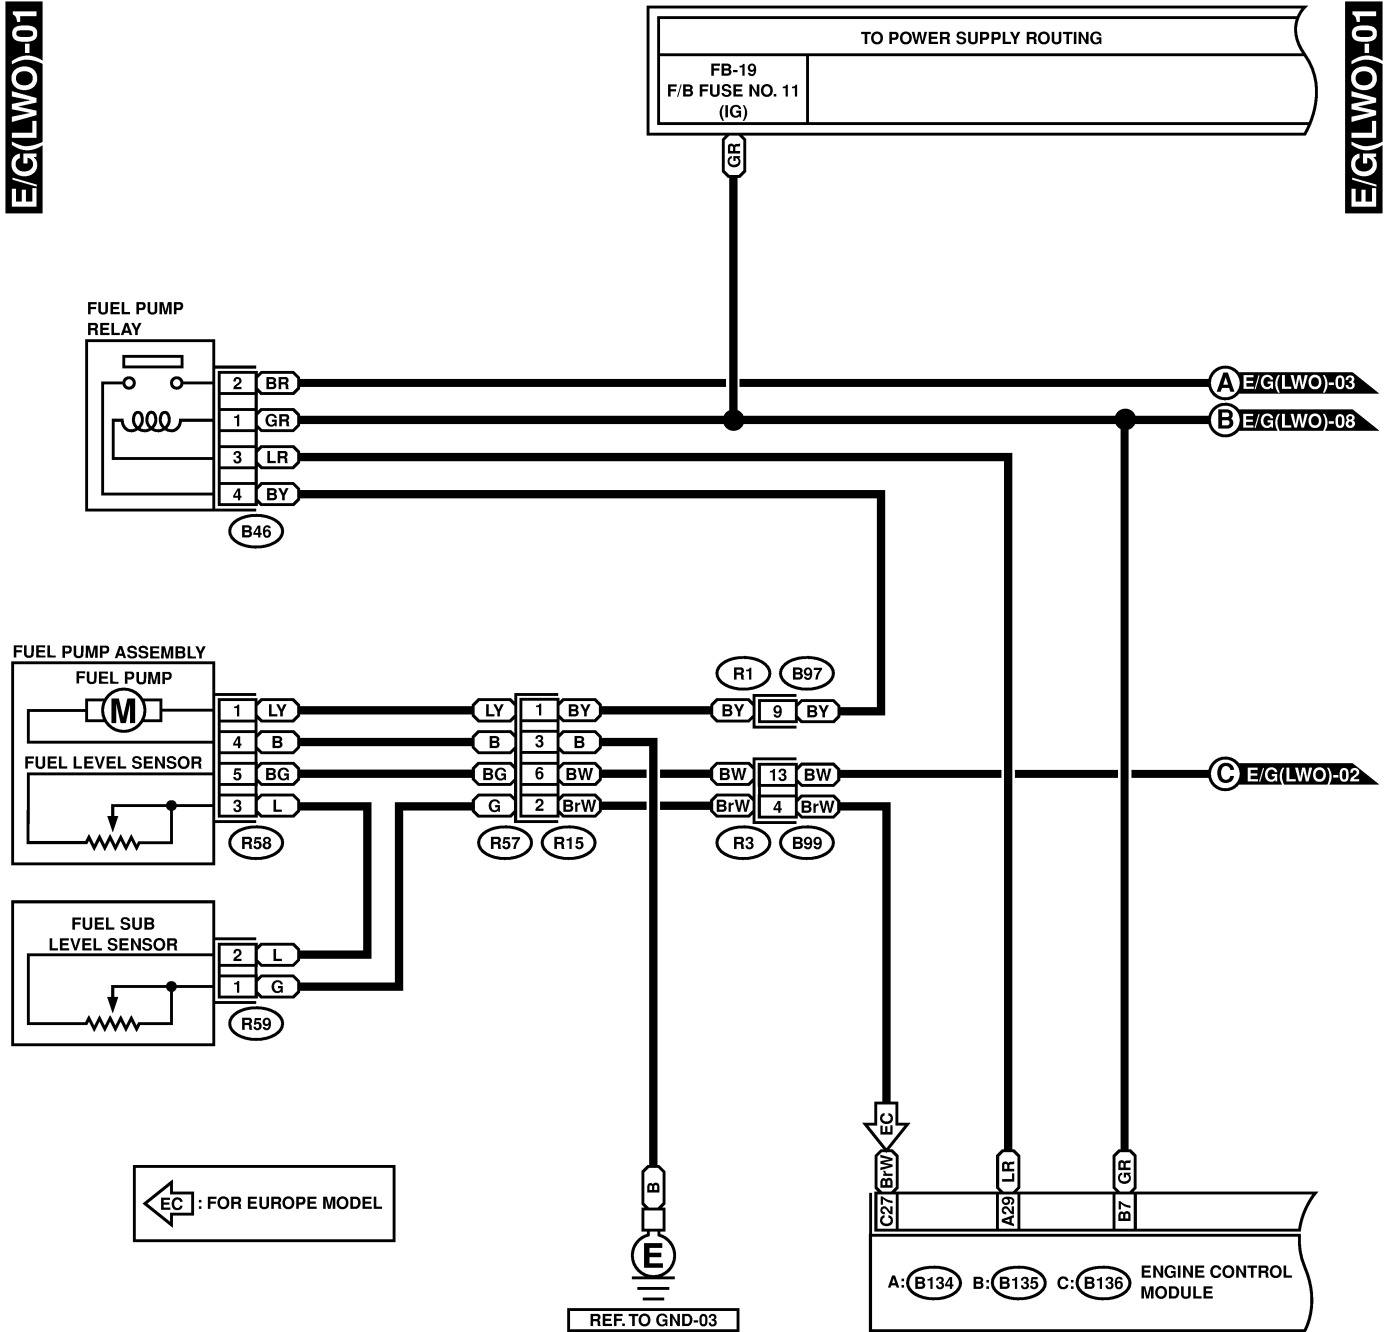 E/G(LWO)-01
E/G(LWO)-01
TO POWER SUPPLY ROUTING
FB-19
F/B FUSE NO. 11
(IG)
GR
FUEL PUMP
RELAY
2 BR
A E/G(LWO)-03
1 GR
B E/G(LWO)-08
3 LR
4 BY
B46
FUEL PUMP ASSEMBLY
FUEL PUMP
M
R1 B97
1 LY LY 1 BY BY 9 BY
4 B B 3 B
FUEL LEVEL SENSOR
5 BG BG 6 BW BW 13 BW
C E/G(LWO)-02
3 L G 2 BrW BrW 4 BrW
R58 R57 R15 R3 B99
FUEL SUB
LEVEL SENSOR
2 L
1 G
R59
EC
BrW LR GR
C27 A29 B7
EC : FOR EUROPE MODEL
B
E
REF. TO GND-03
A: B134 B: B135 C: B136
ENGINE CONTROL
MODULE